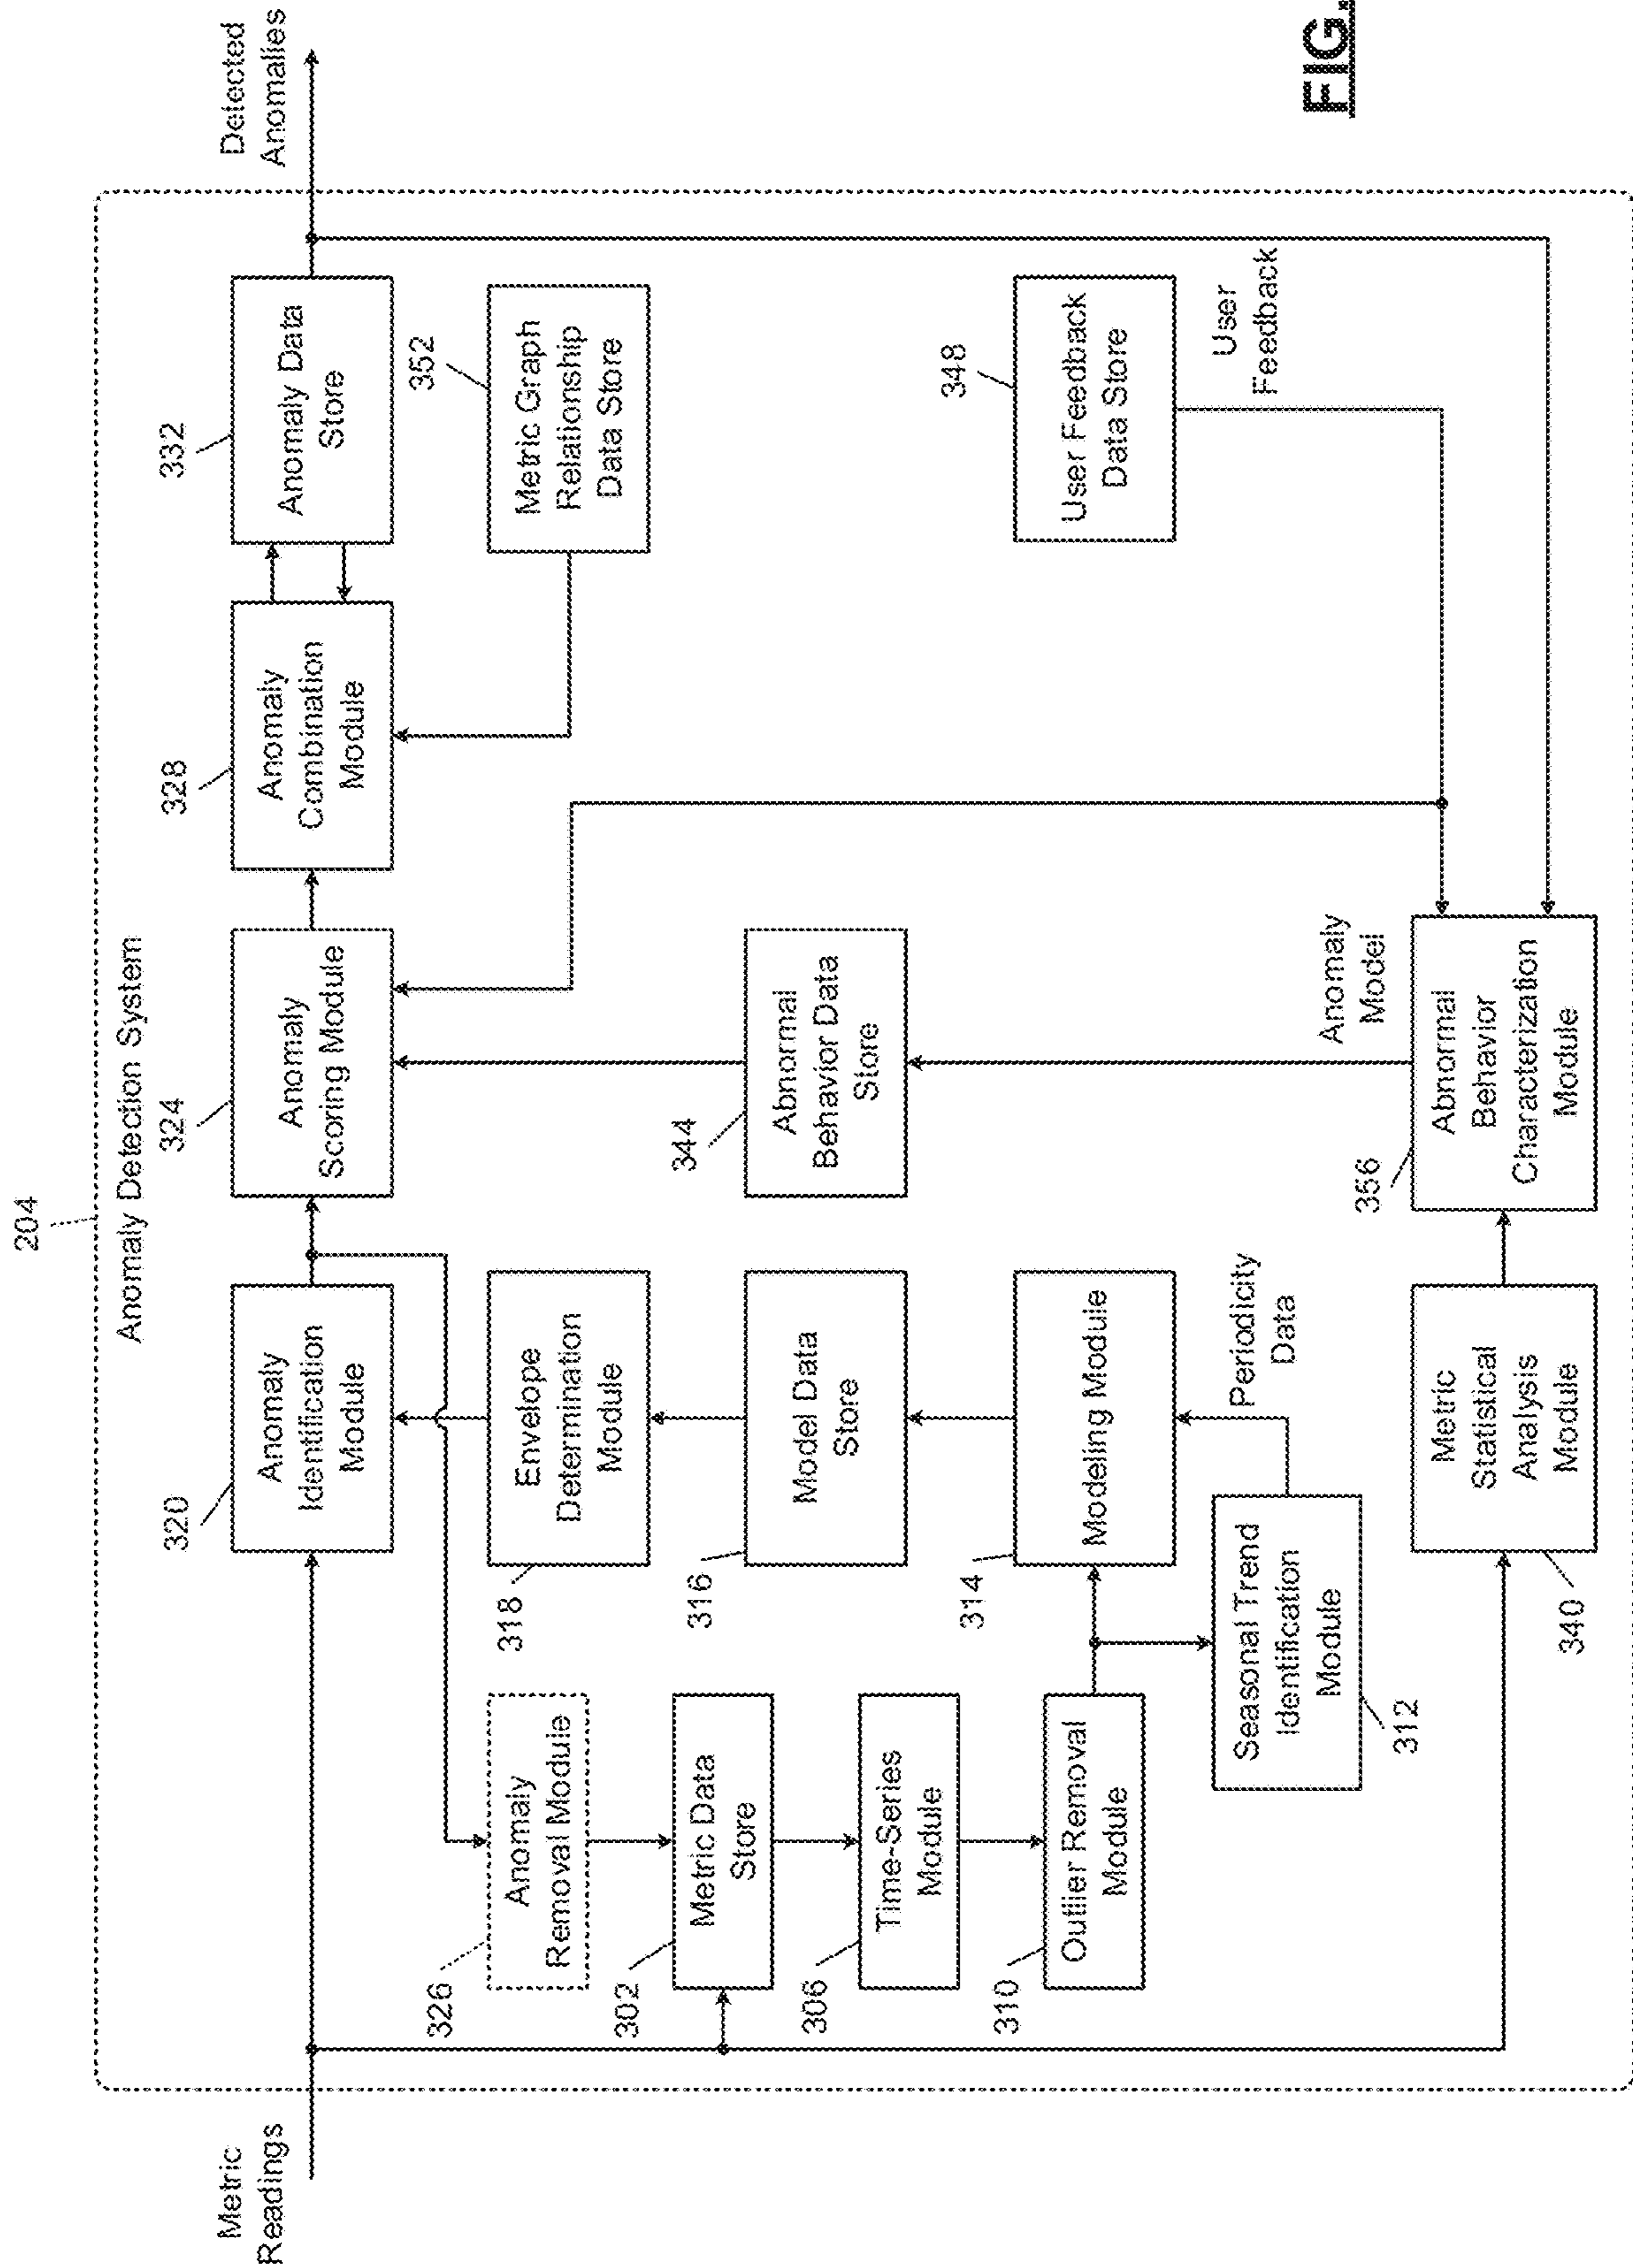 204
Anomaly Detection System
Metric
Readings
320
Anomaly
Identification
Module
324
Anomaly
Scoring Module
328
Anomaly
Combination
Module
332
Anomaly Data
Store
Detected
Anomalies
326
Anomaly
Removal Module
318
Envelope
Determination
Module
352
Metric Graph
Relationship
Data Store
302
Metric Data
Store
316
Model Data
Store
344
Abnormal
Behavior Data
Store
306
Time-Series
Module
310
Outlier Removal
Module
314
Modeling Module
348
User Feedback
Data Store
312
Seasonal Trend
Identification
Module
Periodicity
Data
User
Feedback
Anomaly
Model
340
Metric
Statistical
Analysis
Module
356
Abnormal
Behavior
Characterization
Module
FIG.